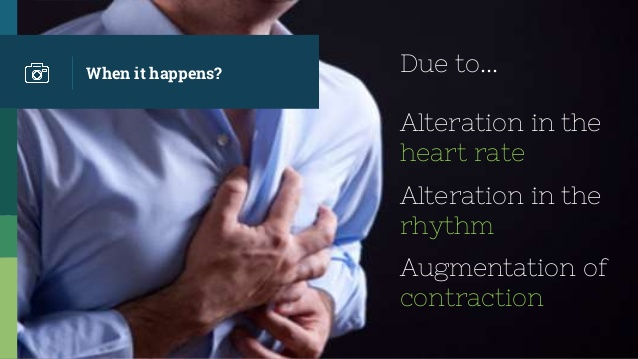 When it happens?
Due to...
Alteration in the
heart rate
Alteration in the
rhythm
Augmentation of
contraction